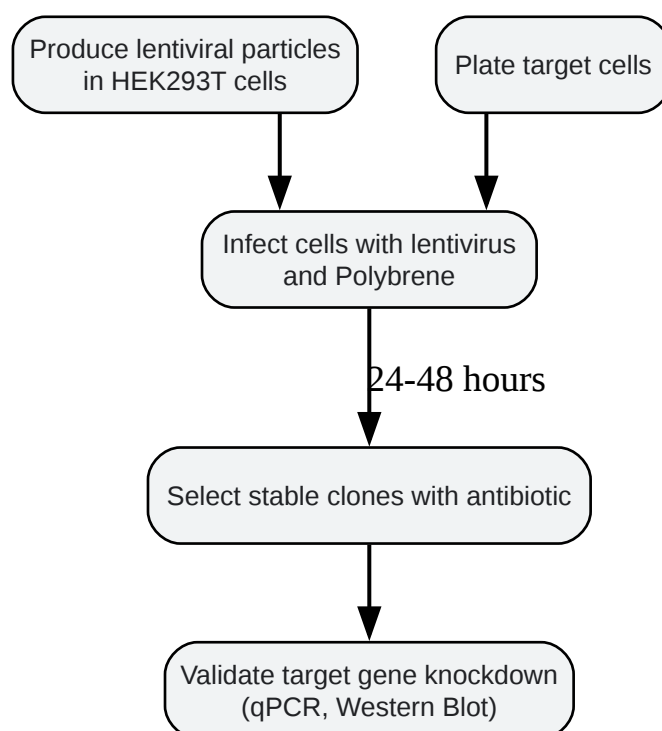 Produce lentiviral particles
in HEK293T cells
Plate target cells
Infect cells with lentivirus
and Polybrene
24-48 hours
Select stable clones with antibiotic
Validate target gene knockdown
(qPCR, Western Blot)